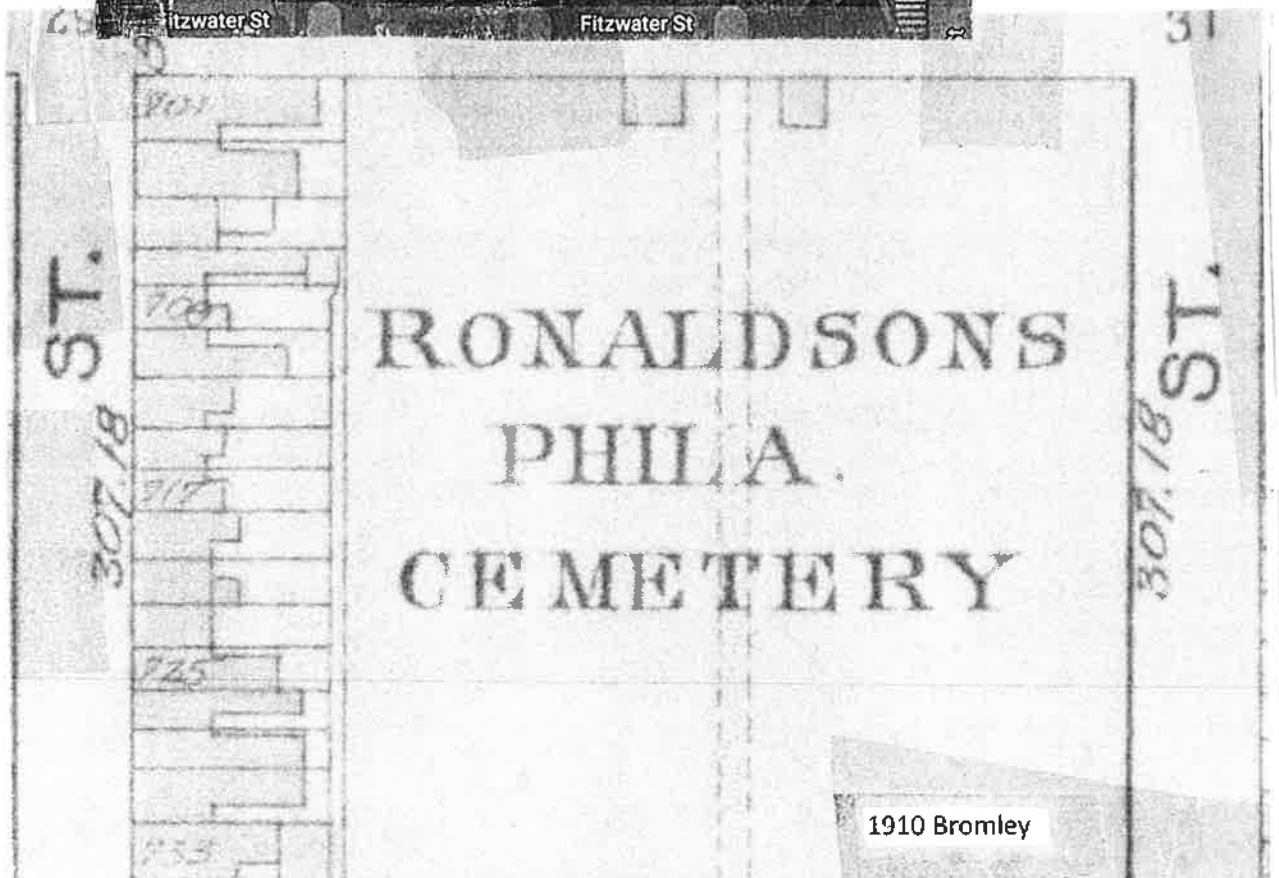 itzwater St
Fitzwater St
31
701
ST.
709
RONALDSONS
ST.
PHILA.
307.18
307.18
717
CEMETERY
725
1910 Bromley
733